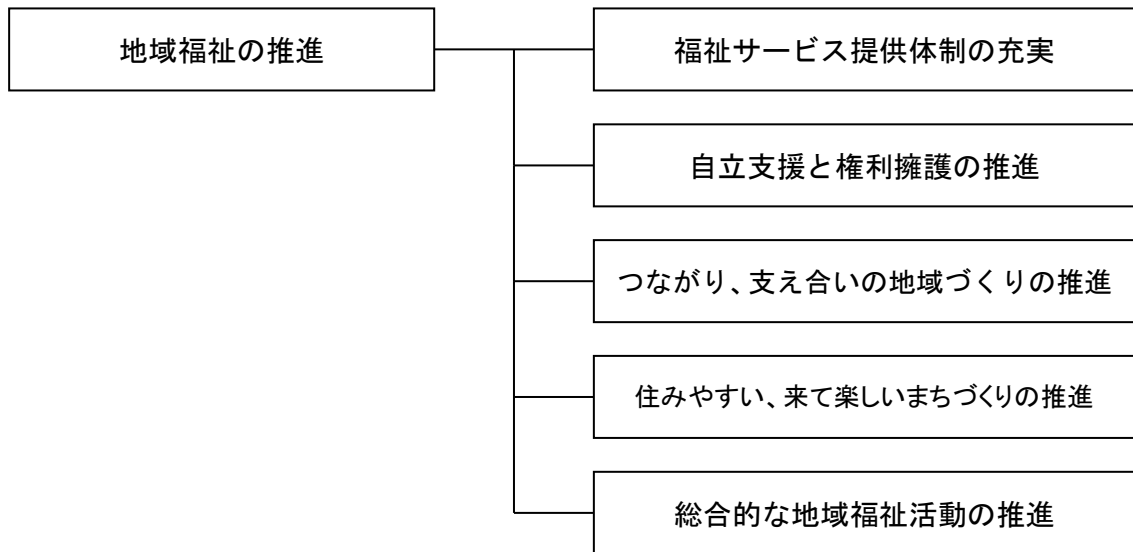 地域福祉の推進
福祉サービス提供体制の充実
自立支援と権利擁護の推進
つながり、支え合いの地域づくりの推進
住みやすい、来て楽しいまちづくりの推進
総合的な地域福祉活動の推進